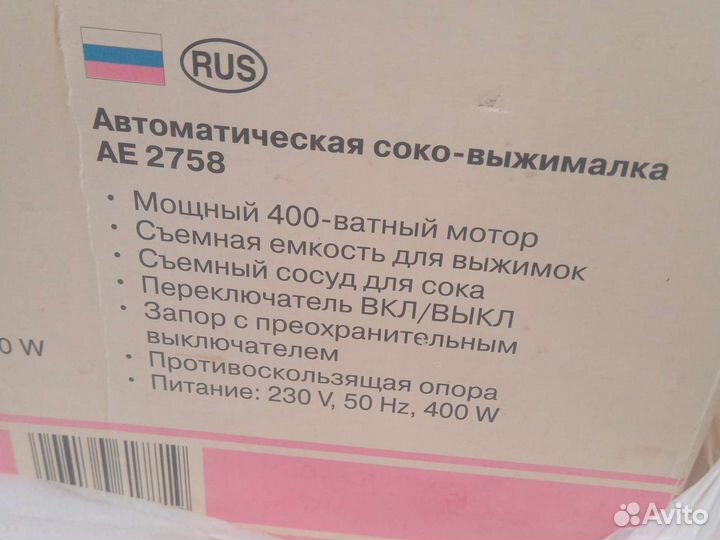 RUS
Автоматическая соко-выжималка
AE 2758
• Мощный 400-ватный мотор
• Съемная емкость для выжимок
• Съемный сосуд для сока
• Переключатель ВКЛ/ВЫКЛ
• Запор с преохранительным
выключателем
• Противоскользящая опора
• Питание: 230 V, 50 Hz, 400 W
0 W
Avito